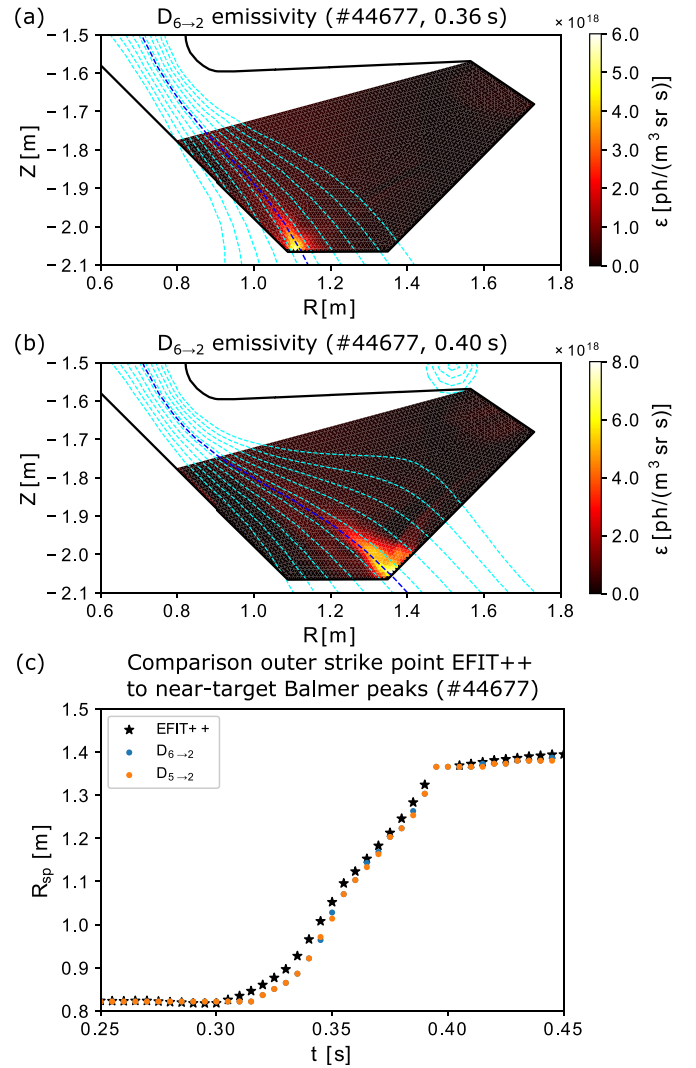 (a) D6→2 emissivity (#44677, 0.36 s)
× 10^18
−1.5
−1.6
−1.7
−1.8
−1.9
−2.0
−2.1
Z [m]
0.6 0.8 1.0 1.2 1.4 1.6 1.8
R [m]
6.0
5.0
4.0
3.0
2.0
1.0
0.0
ε [ph/(m^3 sr s)]
(b) D6→2 emissivity (#44677, 0.40 s)
× 10^18
−1.5
−1.6
−1.7
−1.8
−1.9
−2.0
−2.1
Z [m]
0.6 0.8 1.0 1.2 1.4 1.6 1.8
R [m]
8.0
6.0
4.0
2.0
0.0
ε [ph/(m^3 sr s)]
(c) Comparison outer strike point EFIT++
to near-target Balmer peaks (#44677)
1.5
1.4
1.3
1.2
1.1
1.0
0.9
0.8
Rsp [m]
EFIT++
D6→2
D5→2
0.25 0.30 0.35 0.40 0.45
t [s]